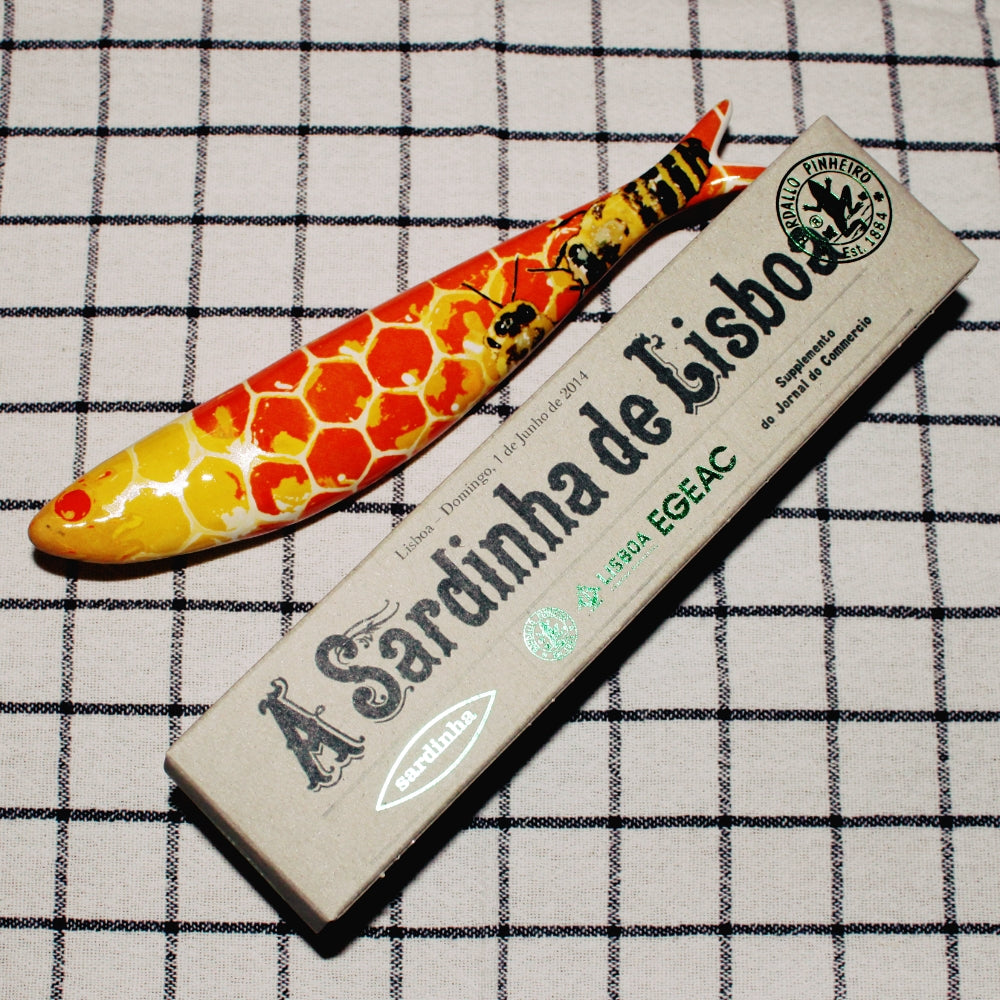 RDALLO PINHEIRO
®
Est. 1884
Lisboa – Domingo, 1 de Junho de 2014
A Sardinha de Lisboa
Supplemento
do Jornal do Commercio
LISBOA EGEAC
sardinha